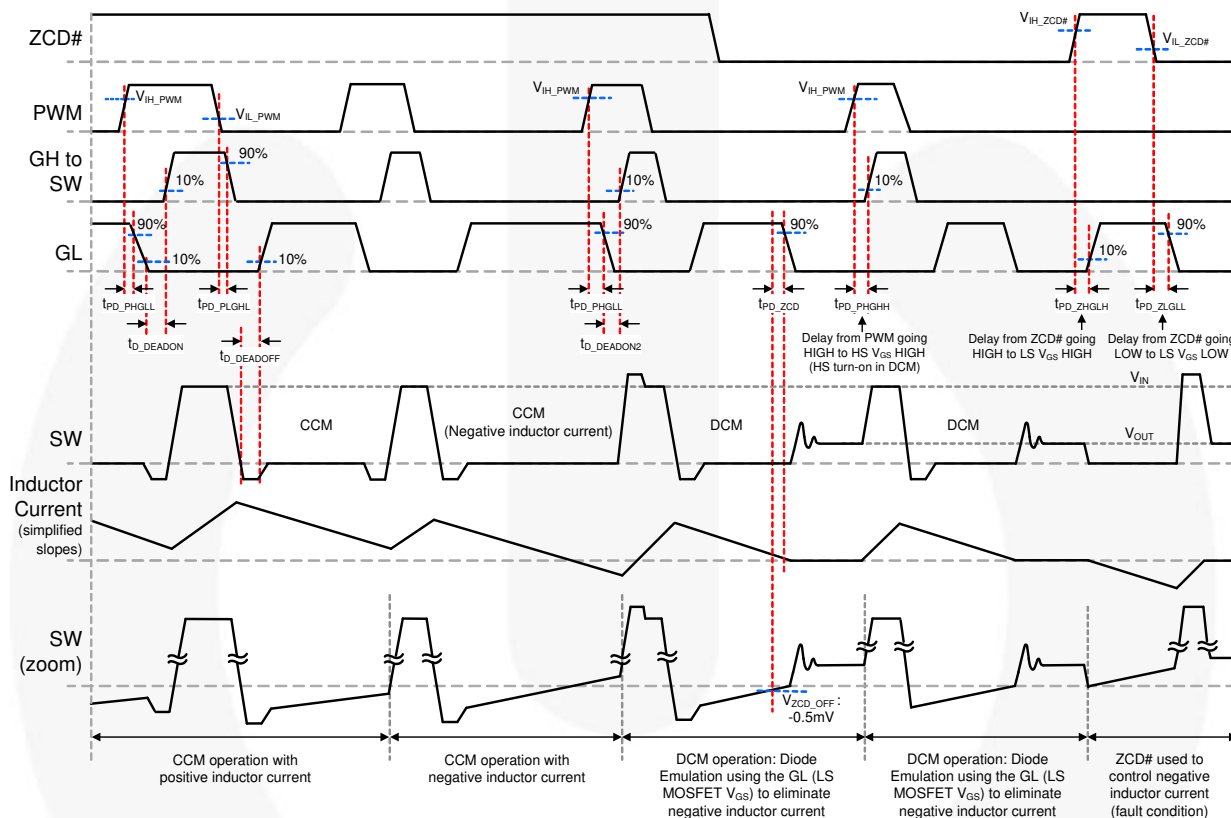 ZCD#
V_IH_ZCD#
V_IL_ZCD#
PWM
V_IH_PWM
V_IL_PWM
V_IH_PWM
V_IH_PWM
GH to
SW
90%
10%
10%
10%
GL
90%
10%
10%
90%
90%
10%
90%
t_PD_PHGLL
t_PD_PLGHL
t_PD_PHGLL
t_PD_ZCD
t_PD_PHGHH
t_PD_ZHGLH
t_PD_ZLGLL
t_D_DEADON
t_D_DEADOFF
t_D_DEADON2
Delay from PWM going
HIGH to HS V_GS HIGH
(HS turn-on in DCM)
Delay from ZCD# going
HIGH to LS V_GS HIGH
Delay from ZCD# going
LOW to LS V_GS LOW
V_IN
SW
CCM
CCM
(Negative inductor current)
DCM
DCM
V_OUT
Inductor
Current
(simplified
slopes)
SW
(zoom)
V_ZCD_OFF :
-0.5mV
CCM operation with
positive inductor current
CCM operation with
negative inductor current
DCM operation: Diode
Emulation using the GL (LS
MOSFET V_GS) to eliminate
negative inductor current
DCM operation: Diode
Emulation using the GL (LS
MOSFET V_GS) to eliminate
negative inductor current
ZCD# used to
control negative
inductor current
(fault condition)